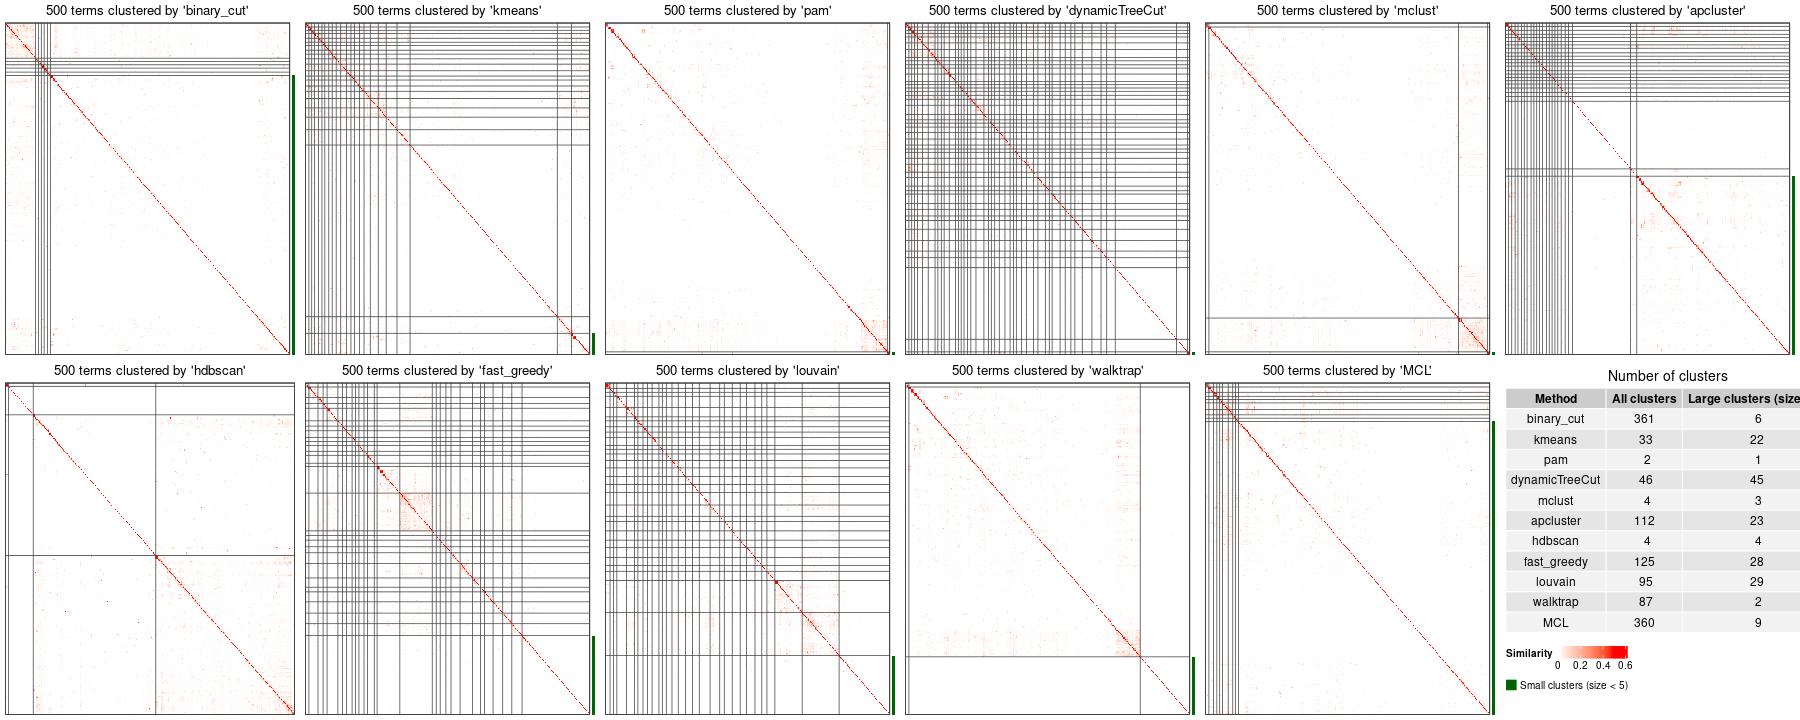 500 terms clustered by 'binary_cut'
500 terms clustered by 'kmeans'
500 terms clustered by 'pam'
500 terms clustered by 'dynamicTreeCut'
500 terms clustered by 'mclust'
500 terms clustered by 'apcluster'
500 terms clustered by 'hdbscan'
500 terms clustered by 'fast_greedy'
500 terms clustered by 'louvain'
500 terms clustered by 'walktrap'
500 terms clustered by 'MCL'
Number of clusters
Method All clusters Large clusters (size
binary_cut 361 6
kmeans 33 22
pam 2 1
dynamicTreeCut 46 45
mclust 4 3
apcluster 112 23
hdbscan 4 4
fast_greedy 125 28
louvain 95 29
walktrap 87 2
MCL 360 9
Similarity
0 0.2 0.4 0.6
Small clusters (size < 5)